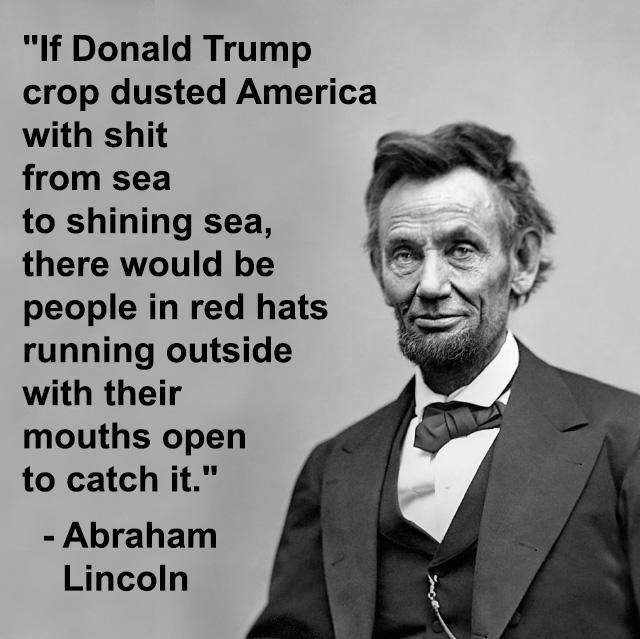 "If Donald Trump
crop dusted America
with shit
from sea
to shining sea,
there would be
people in red hats
running outside
with their
mouths open
to catch it."
- Abraham
Lincoln